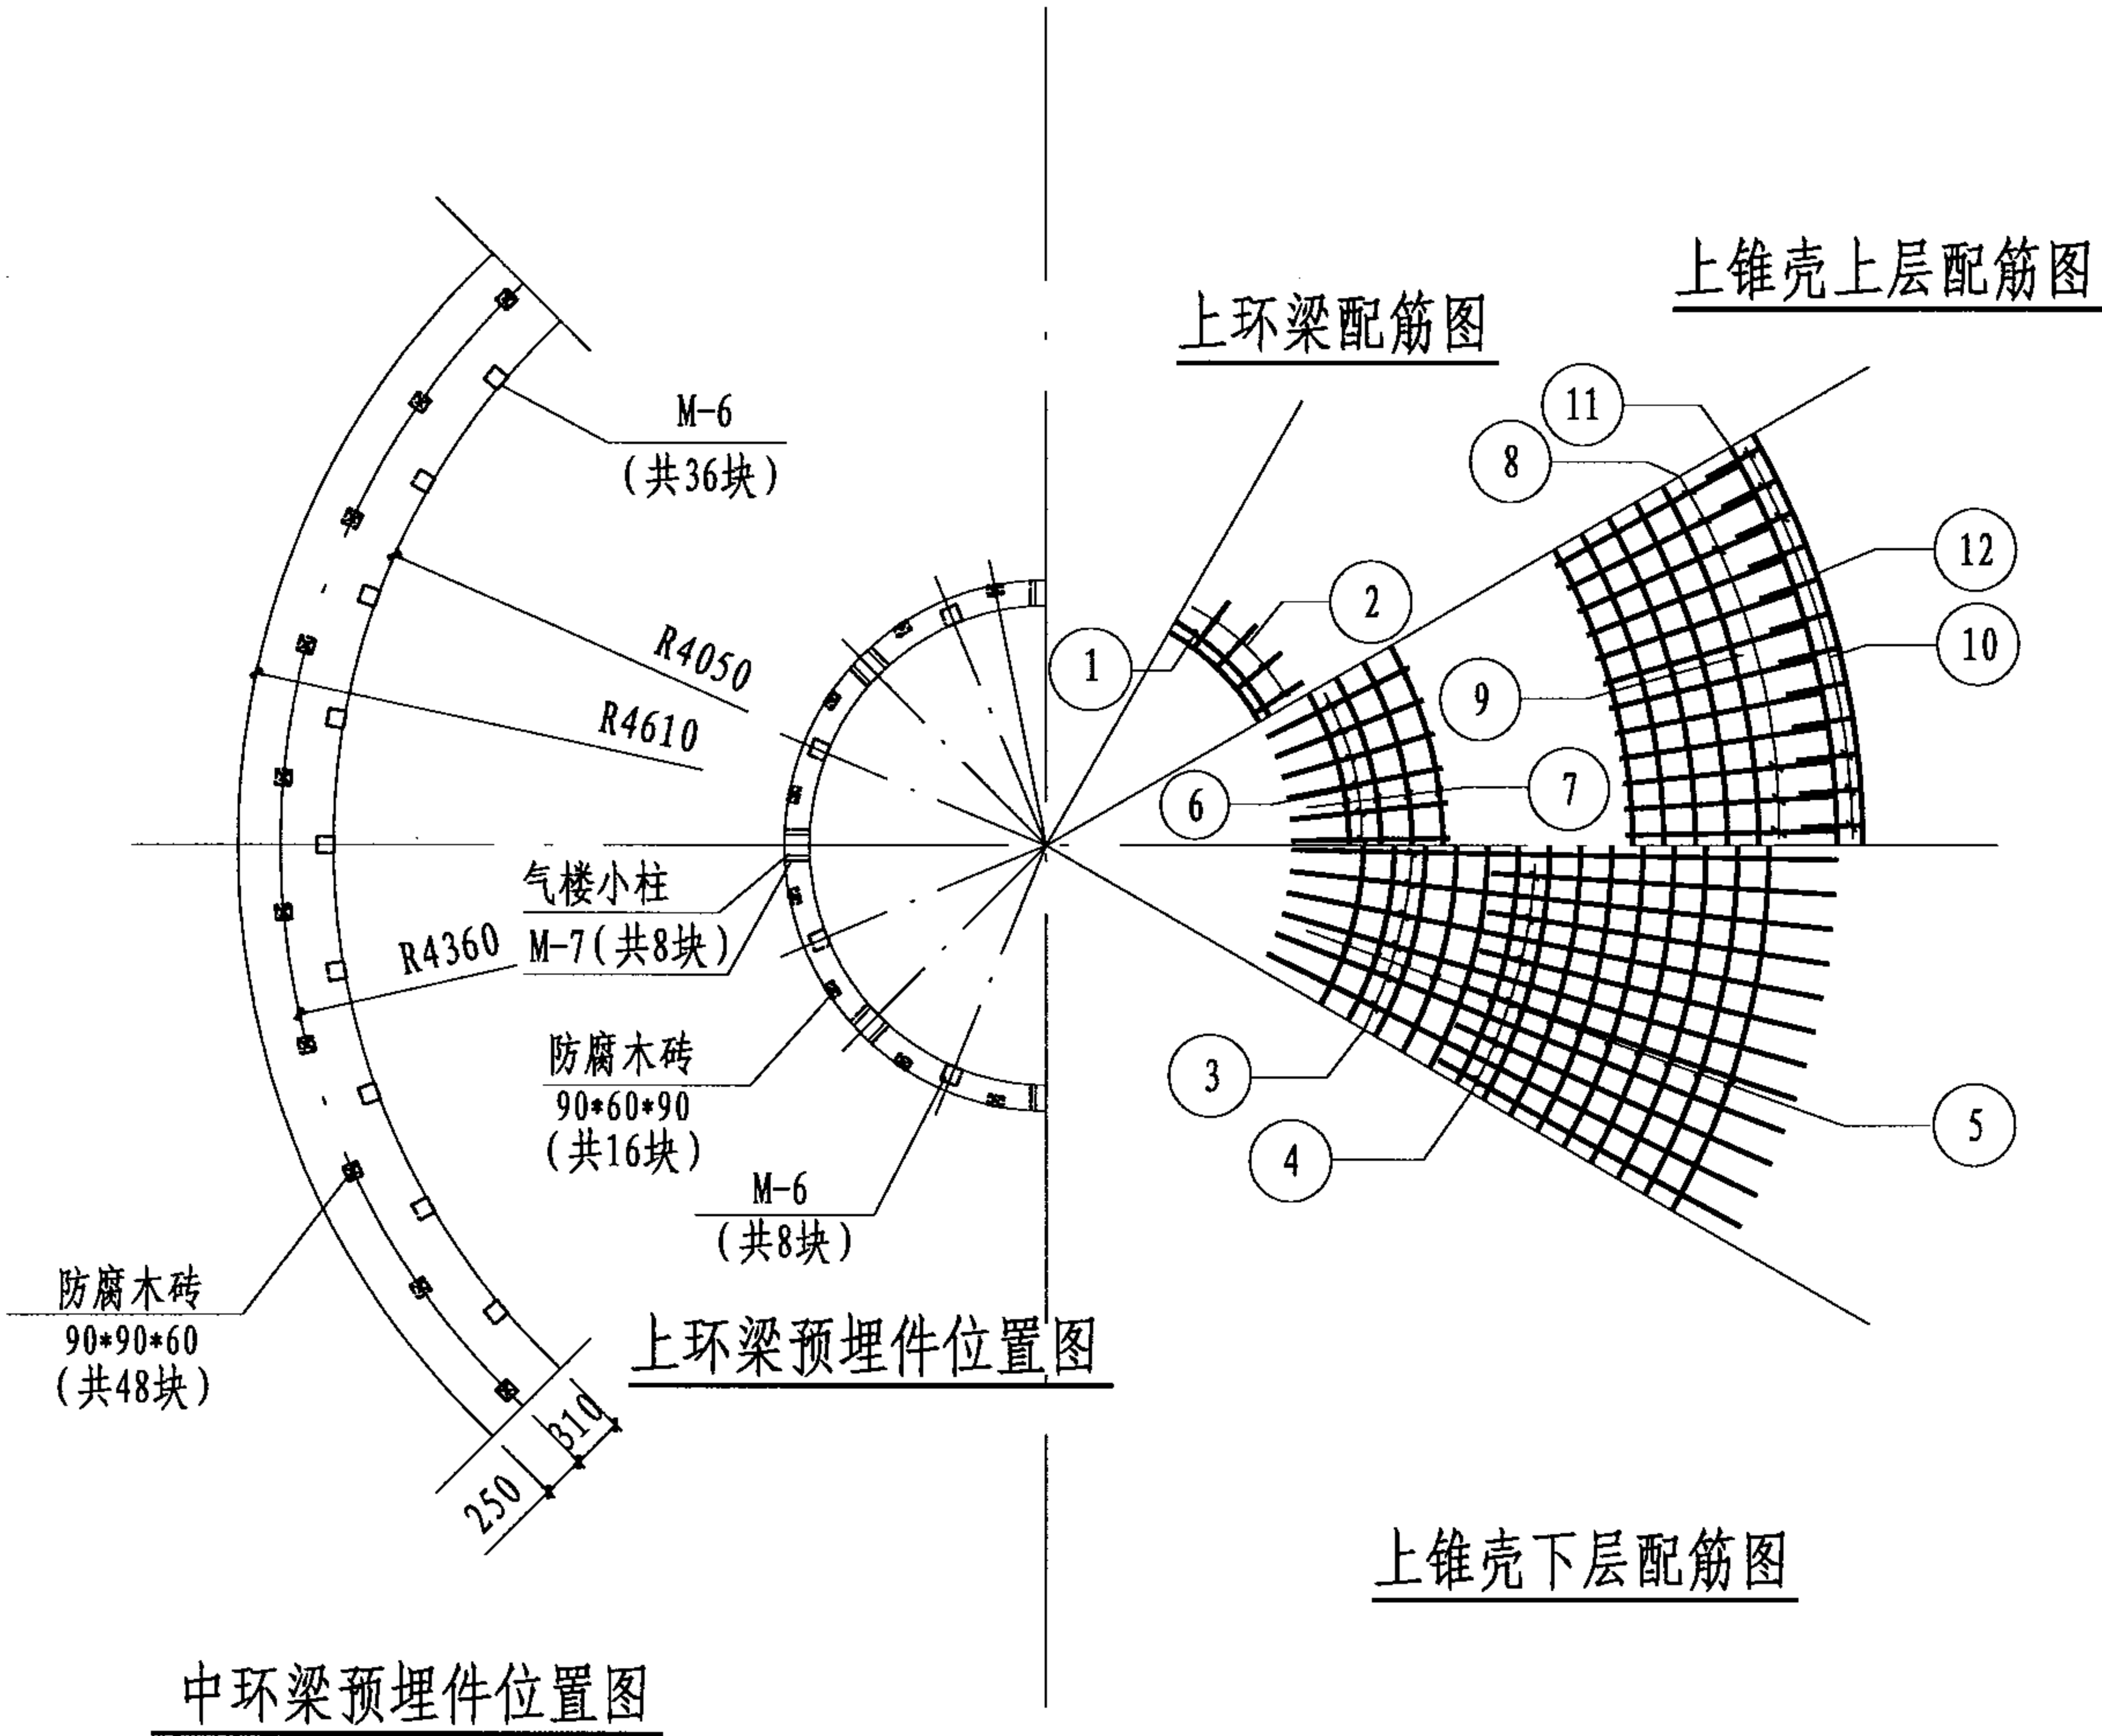 上锥壳上层配筋图
上环梁配筋图
11
8
M-6
(共36块)
12
2
R4050
1
10
9
R4610
7
6
气楼小柱
M-7(共8块)
R4360
防腐木砖
90*60*90
(共16块)
3
5
4
M-6
(共8块)
防腐木砖
90*90*60
(共48块)
上环梁预埋件位置图
310
250
上锥壳下层配筋图
中环梁预埋件位置图